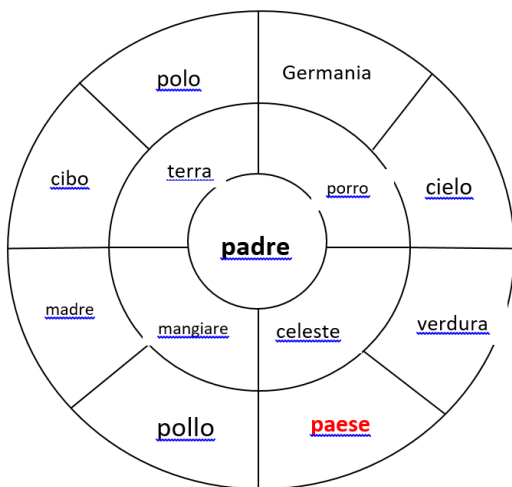 polo
Germania
cibo
terra
porro
cielo
padre
madre
mangiare
celeste
verdura
pollo
paese